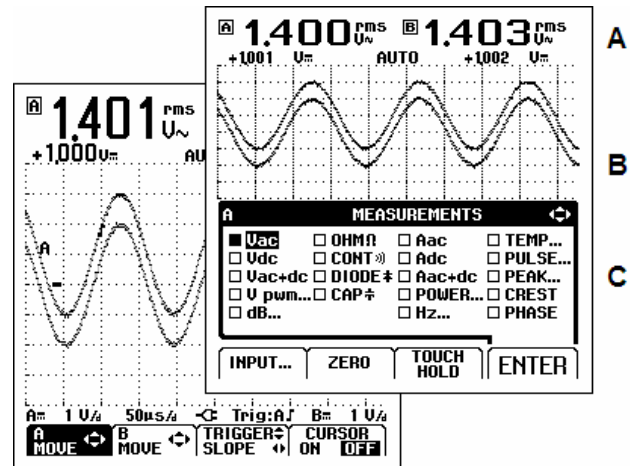 A 1.400 rms V~ B 1.403 rms V~
+1.001 V AUTO +1.002 V
A
B
C
A MEASUREMENTS
Vac OHM Ω Aac TEMP...
Vdc CONT Adc PULSE...
Vac+dc DIODE Aac+dc PEAK...
V pwm... CAP POWER... CREST
dB... Hz... PHASE
INPUT... ZERO TOUCH HOLD ENTER
A 1.401 rms V~
+1.000 V AU
A
A 1 V/d 50µs/d Trig:A B 1 V/d
A MOVE B MOVE TRIGGER SLOPE CURSOR ON OFF